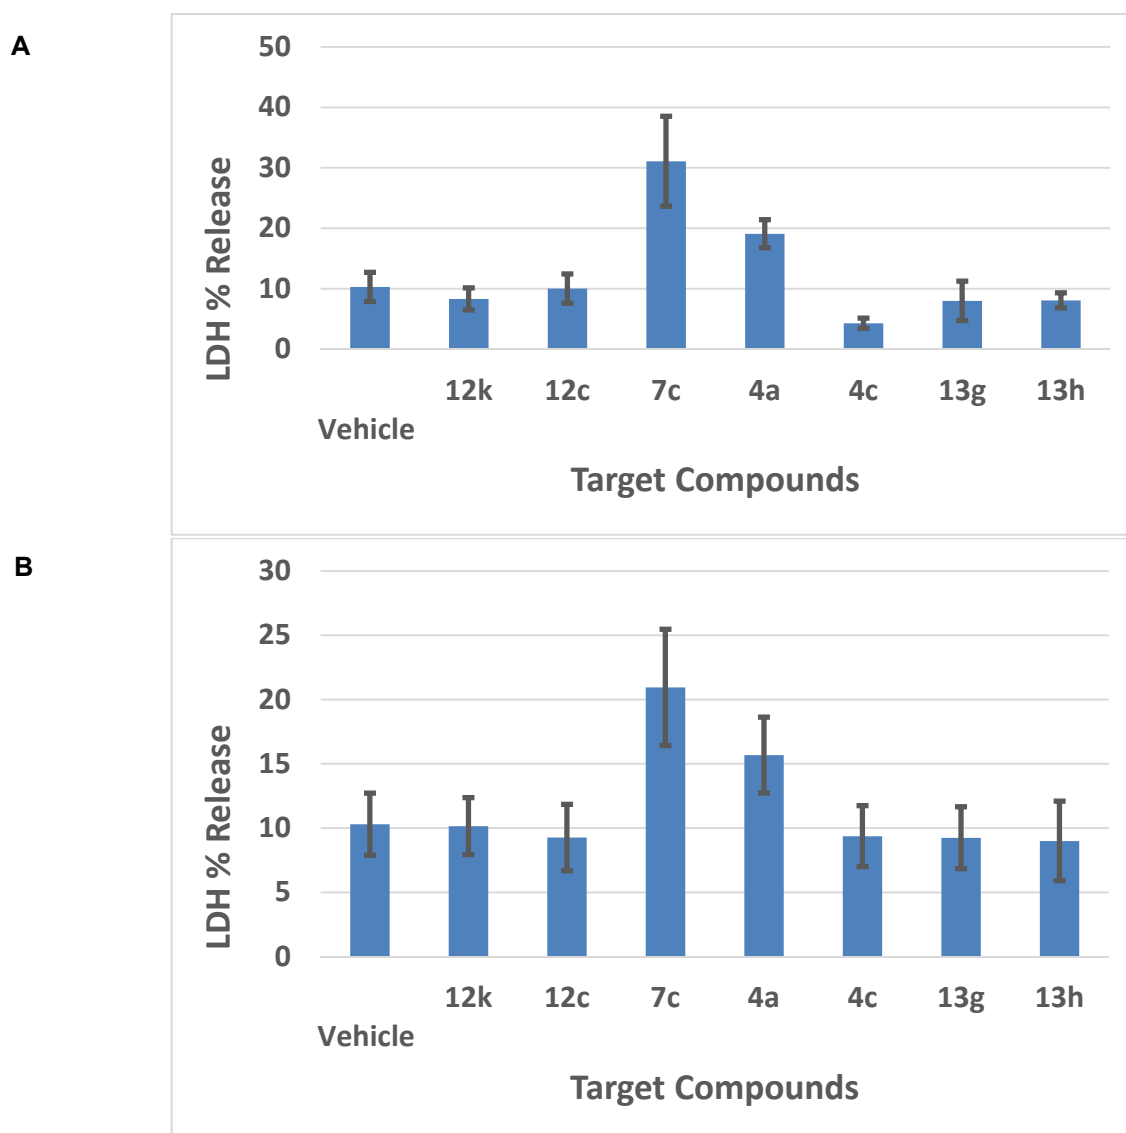 A
LDH % Release
50
40
30
20
10
0
12k 12c 7c 4a 4c 13g 13h
Vehicle
Target Compounds
B
LDH % Release
30
25
20
15
10
5
0
12k 12c 7c 4a 4c 13g 13h
Vehicle
Target Compounds